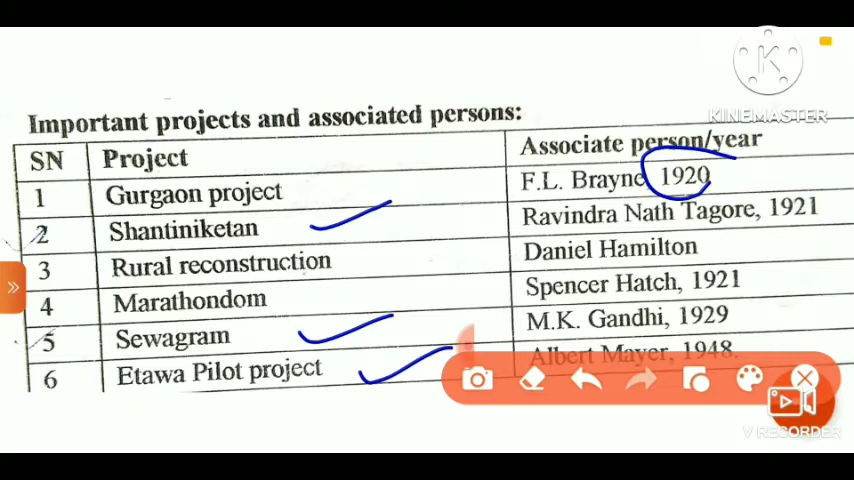 KINEMASTER
Important projects and associated persons:
SN Project Associate person/year
1 Gurgaon project F.L. Brayne, 1920
2 Shantiniketan Ravindra Nath Tagore, 1921
3 Rural reconstruction Daniel Hamilton
4 Marathondom Spencer Hatch, 1921
5 Sewagram M.K. Gandhi, 1929
6 Etawa Pilot project Albert Mayer, 1948.
V RECORDER